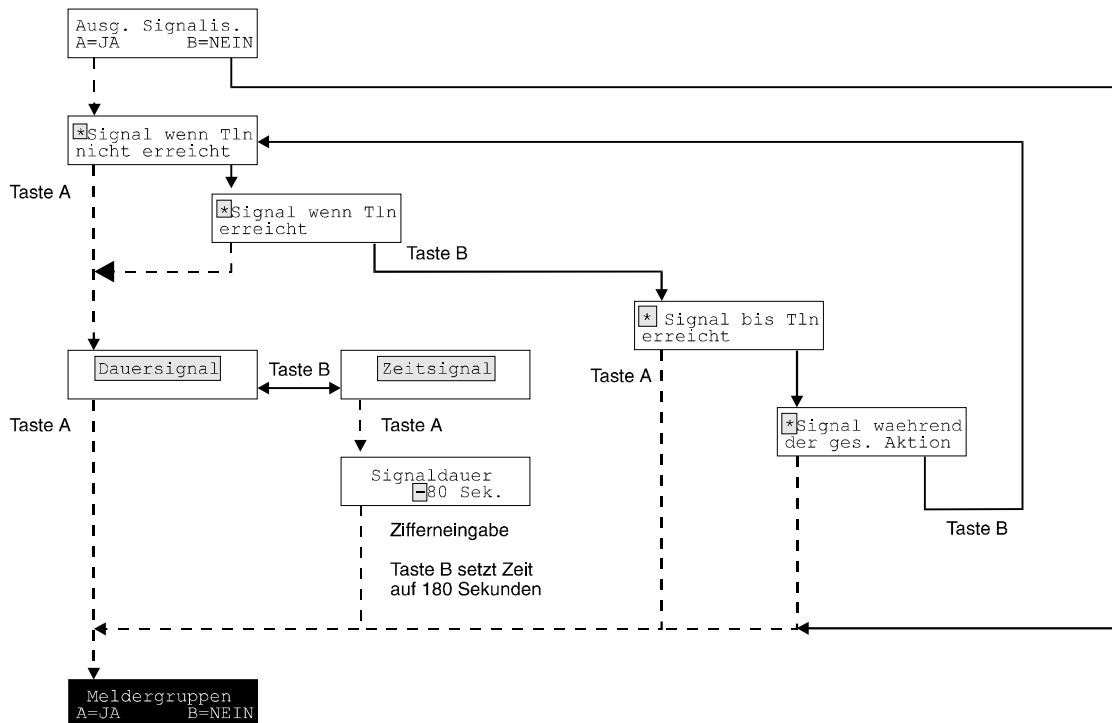 Ausg. Signalis.
A=JA B=NEIN
*Signal wenn Tln
nicht erreicht
Taste A
*Signal wenn Tln
erreicht
Taste B
* Signal bis Tln
erreicht
Dauersignal
Taste B
Zeitsignal
Taste A
Taste A
Taste A
*Signal waehrend
der ges. Aktion
Signaldauer
-80 Sek.
Taste B
Zifferneingabe
Taste B setzt Zeit
auf 180 Sekunden
Meldergruppen
A=JA B=NEIN